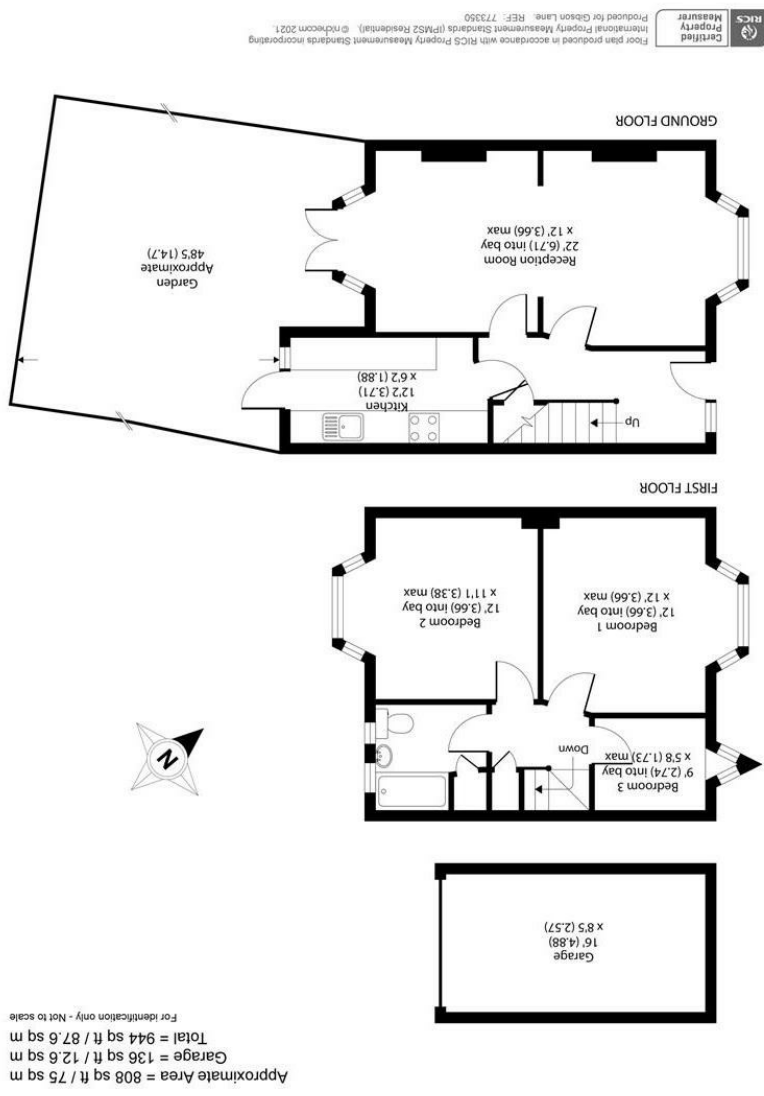 Approximate Area = 808 sq ft / 75 sq m
Garage = 136 sq ft / 12.6 sq m
Total = 944 sq ft / 87.6 sq m
For identification only - Not to scale
Garage
16' (4.88)
x 8'5 (2.57)
Bedroom 3
9' (2.74) into bay
x 5'8 (1.73) max
Down
N
Bedroom 1
12' (3.66) into bay
x 12' (3.66) max
Bedroom 2
12' (3.66) into bay
x 11'1 (3.38) max
FIRST FLOOR
Up
Kitchen
12'2 (3.71)
x 6'2 (1.88)
Reception Room
22' (6.71) into bay
x 12' (3.66) max
Garden
Approximate
48'5 (14.7)
GROUND FLOOR
RICS
Certified
Property
Measurer
Floor plan produced in accordance with RICS Property Measurement Standards incorporating
International Property Measurement Standards (IPMS2 Residential). ©nichecom 2021.
Produced for Gibson Lane. REF: 773350